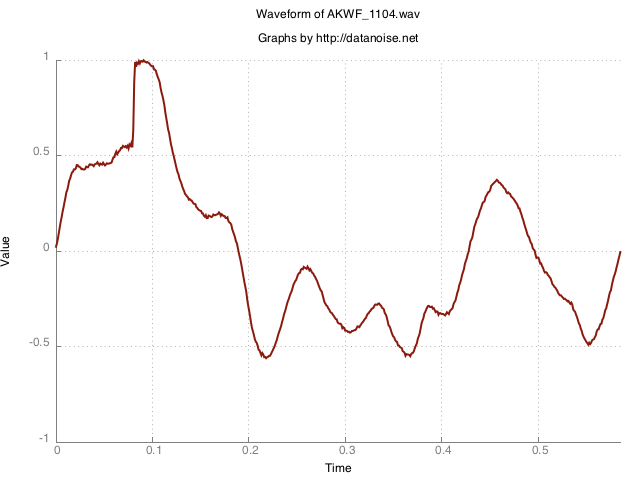 Waveform of AKWF_1104.wav
Graphs by http://datanoise.net
1
0.5
0
-0.5
-1
Value
0 0.1 0.2 0.3 0.4 0.5
Time